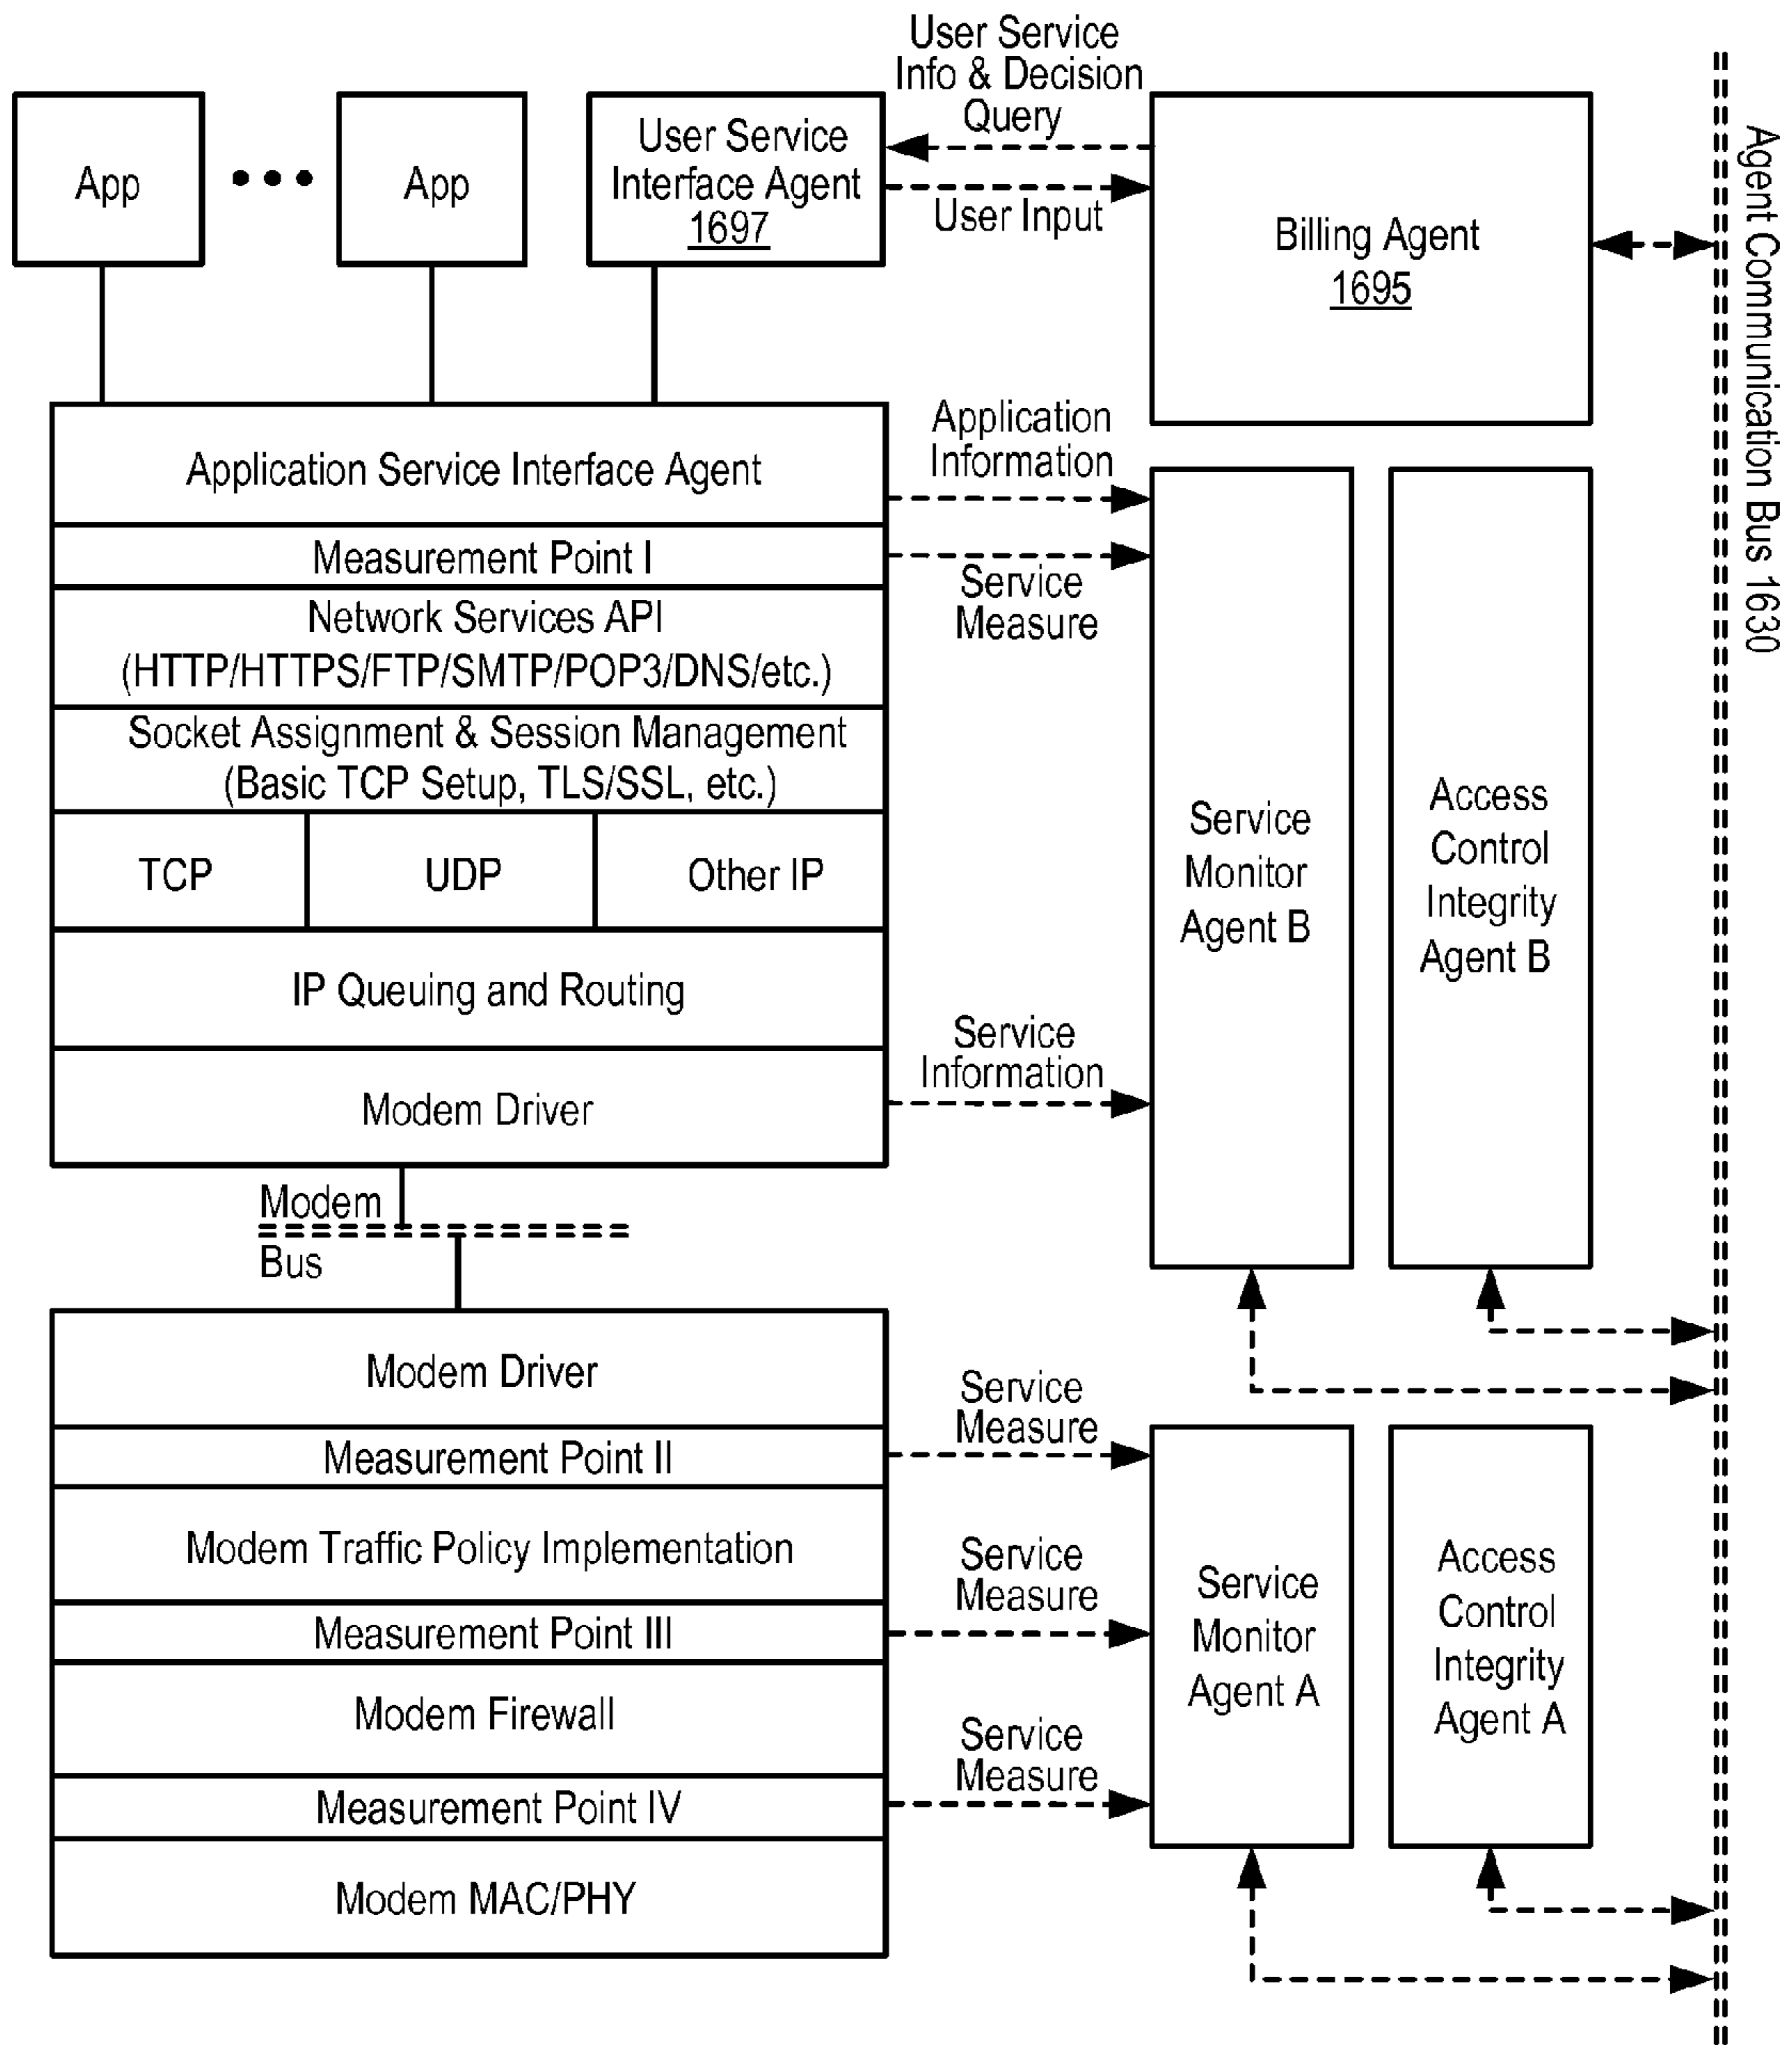 User Service
Info & Decision
Query
App
App
User Service
Interface Agent
1697
User Input
Billing Agent
1695
Agent Communication Bus 1630
Application Service Interface Agent
Application
Information
Measurement Point I
Service
Measure
Network Services API
(HTTP/HTTPS/FTP/SMTP/POP3/DNS/etc.)
Socket Assignment & Session Management
(Basic TCP Setup, TLS/SSL, etc.)
TCP
UDP
Other IP
IP Queuing and Routing
Modem Driver
Service
Information
Service
Monitor
Agent B
Access
Control
Integrity
Agent B
Modem
Bus
Modem Driver
Measurement Point II
Service
Measure
Modem Traffic Policy Implementation
Measurement Point III
Service
Measure
Modem Firewall
Measurement Point IV
Service
Measure
Modem MAC/PHY
Service
Monitor
Agent A
Access
Control
Integrity
Agent A